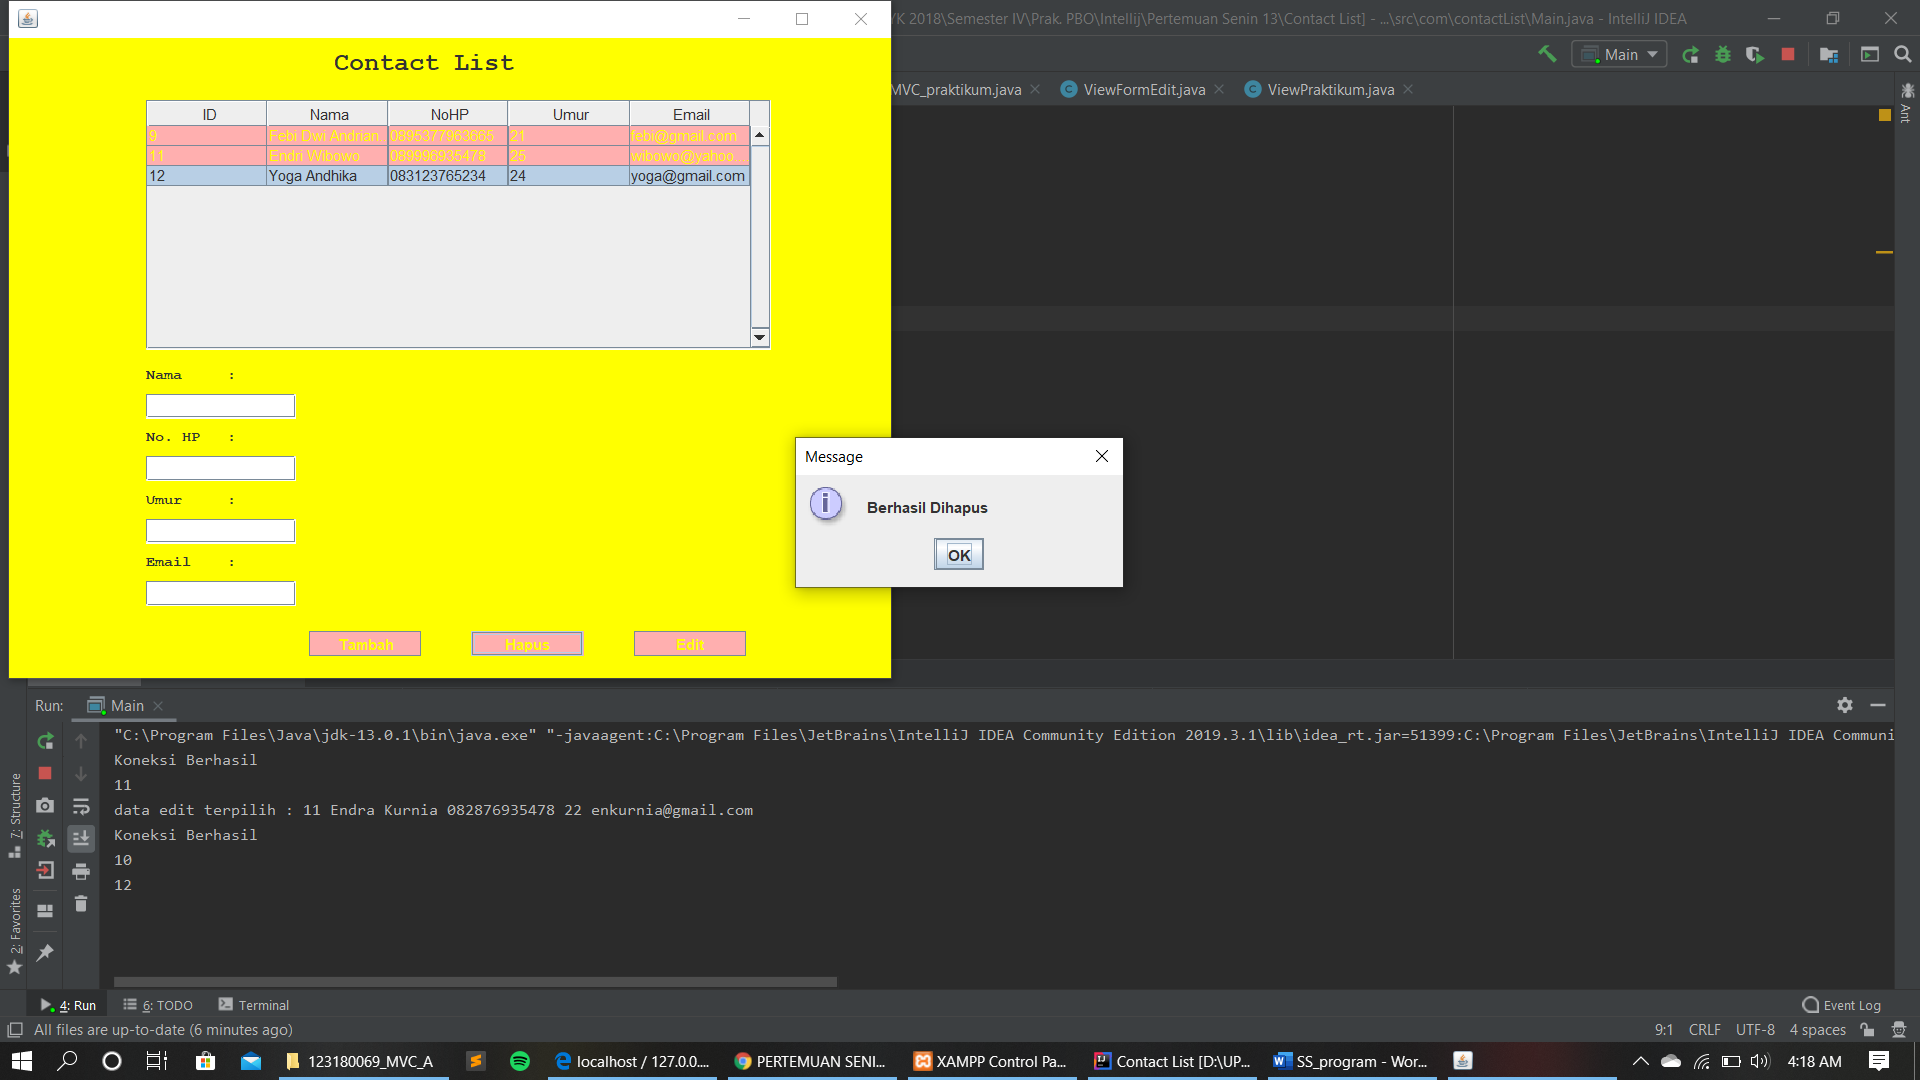 YK 2018\Semester IV\Prak. PBO\Intellij\Pertemuan Senin 13\Contact List] - ...\src\com\contactList\Main.java - IntelliJ IDEA
Main
MVC_praktikum.java
ViewFormEdit.java
ViewPraktikum.java
Ant
Contact List
ID Nama NoHP Umur Email
9 Febi Dwi Andrian... 0895377963665 21 febi@gmail.com
11 Endri Wibowo 089996935478 25 wibowo@yahoo....
12 Yoga Andhika 083123765234 24 yoga@gmail.com
Nama :
No. HP :
Umur :
Email :
Tambah Hapus Edit
Message
Berhasil Dihapus
OK
Run: Main
"C:\Program Files\Java\jdk-13.0.1\bin\java.exe" "-javaagent:C:\Program Files\JetBrains\IntelliJ IDEA Community Edition 2019.3.1\lib\idea_rt.jar=51399:C:\Program Files\JetBrains\IntelliJ IDEA Communi
Koneksi Berhasil
11
data edit terpilih : 11 Endra Kurnia 082876935478 22 enkurnia@gmail.com
Koneksi Berhasil
10
12
7: Structure
2: Favorites
4: Run 6: TODO Terminal Event Log
All files are up-to-date (6 minutes ago) 9:1 CRLF UTF-8 4 spaces
123180069_MVC_A localhost / 127.0.0.... PERTEMUAN SENI... XAMPP Control Pa... Contact List [D:\UP... SS_program - Wor... 4:18 AM